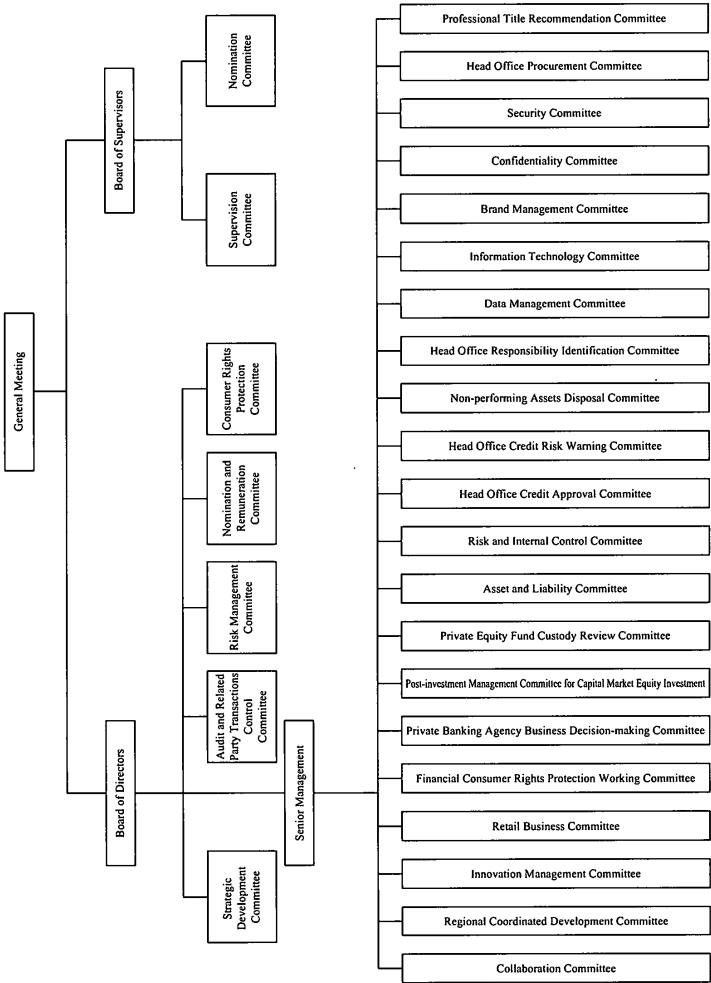 General Meeting
Board of Directors
Board of Supervisors
Strategic
Development
Committee
Audit and Related
Party Transactions
Control
Committee
Risk Management
Committee
Nomination and
Remuneration
Committee
Consumer Rights
Protection
Committee
Supervision
Committee
Nomination
Committee
Senior Management
Professional Title Recommendation Committee
Head Office Procurement Committee
Security Committee
Confidentiality Committee
Brand Management Committee
Information Technology Committee
Data Management Committee
Head Office Responsibility Identification Committee
Non-performing Assets Disposal Committee
Head Office Credit Risk Warning Committee
Head Office Credit Approval Committee
Risk and Internal Control Committee
Asset and Liability Committee
Private Equity Fund Custody Review Committee
Post-investment Management Committee for Capital Market Equity Investment
Private Banking Agency Business Decision-making Committee
Financial Consumer Rights Protection Working Committee
Retail Business Committee
Innovation Management Committee
Regional Coordinated Development Committee
Collaboration Committee